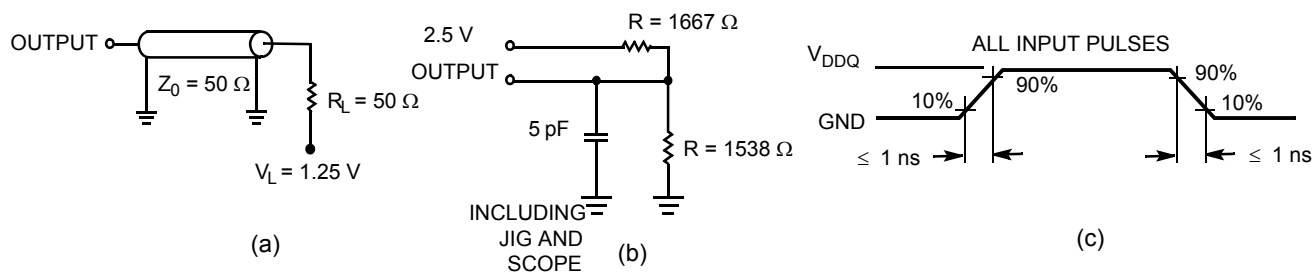 OUTPUT
Z0 = 50 Ω
RL = 50 Ω
VL = 1.25 V
(a)
R = 1667 Ω
2.5 V
OUTPUT
5 pF
R = 1538 Ω
INCLUDING
JIG AND
SCOPE
(b)
ALL INPUT PULSES
VDDQ
GND
10%
90%
90%
10%
≤ 1 ns
≤ 1 ns
(c)